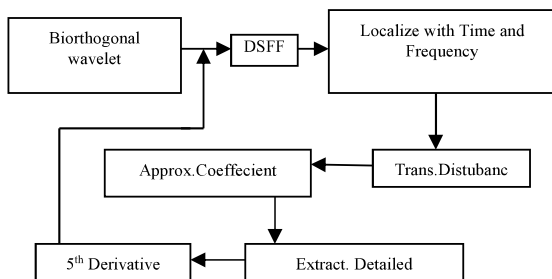 Biorthogonal
wavelet
DSFF
Localize with Time and
Frequency
Approx.Coeffecient
Trans.Distubanc
5th Derivative
Extract. Detailed